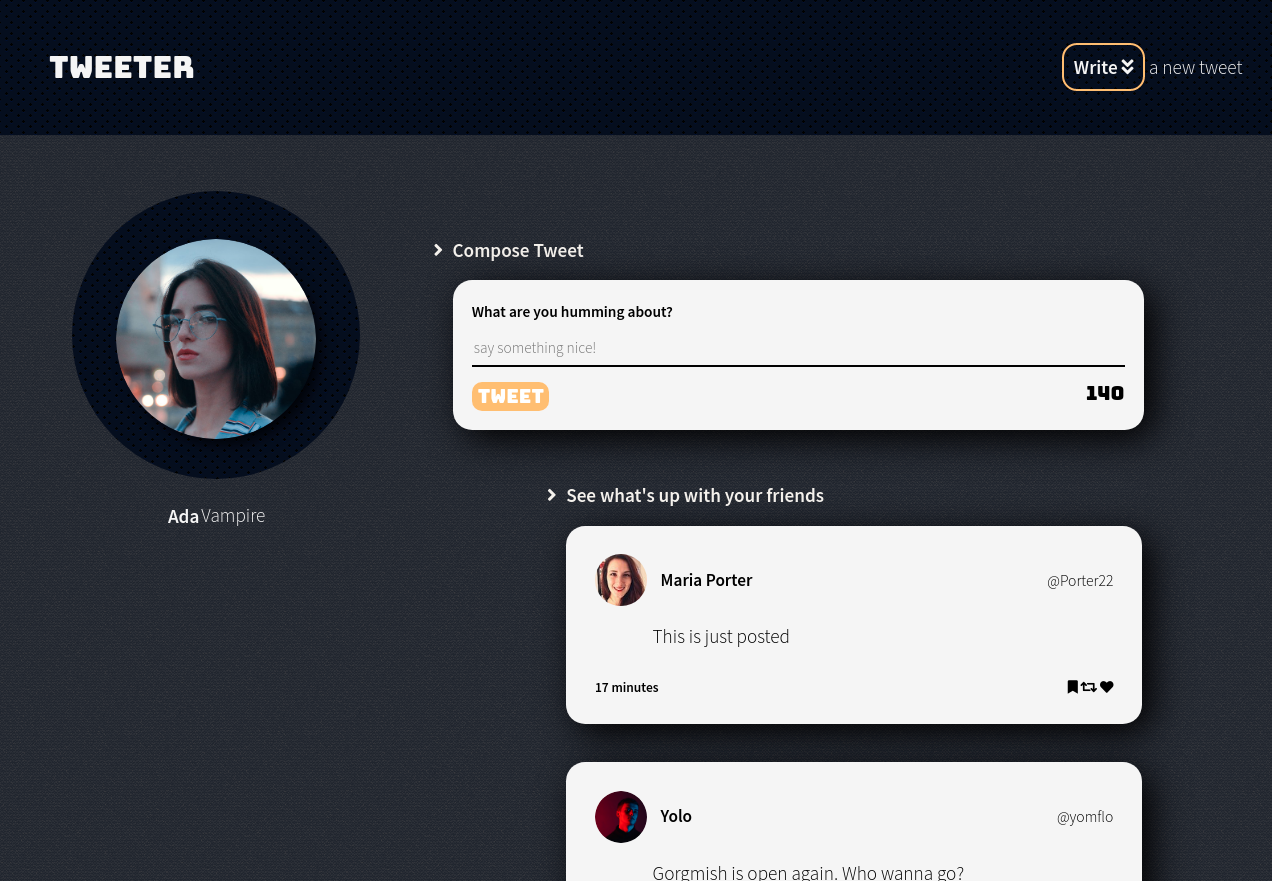 TWEETER
Write a new tweet
Compose Tweet
What are you humming about?
say something nice!
TWEET 140
Ada Vampire
See what's up with your friends
Maria Porter @Porter22
This is just posted
17 minutes
Yolo @yomflo
Gorgmish is open again. Who wanna go?